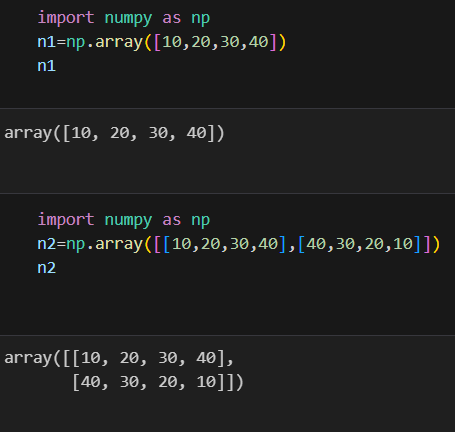 import numpy as np
n1=np.array([10,20,30,40])
n1
array([10, 20, 30, 40])
import numpy as np
n2=np.array([[10,20,30,40],[40,30,20,10]])
n2
array([[10, 20, 30, 40],
       [40, 30, 20, 10]])